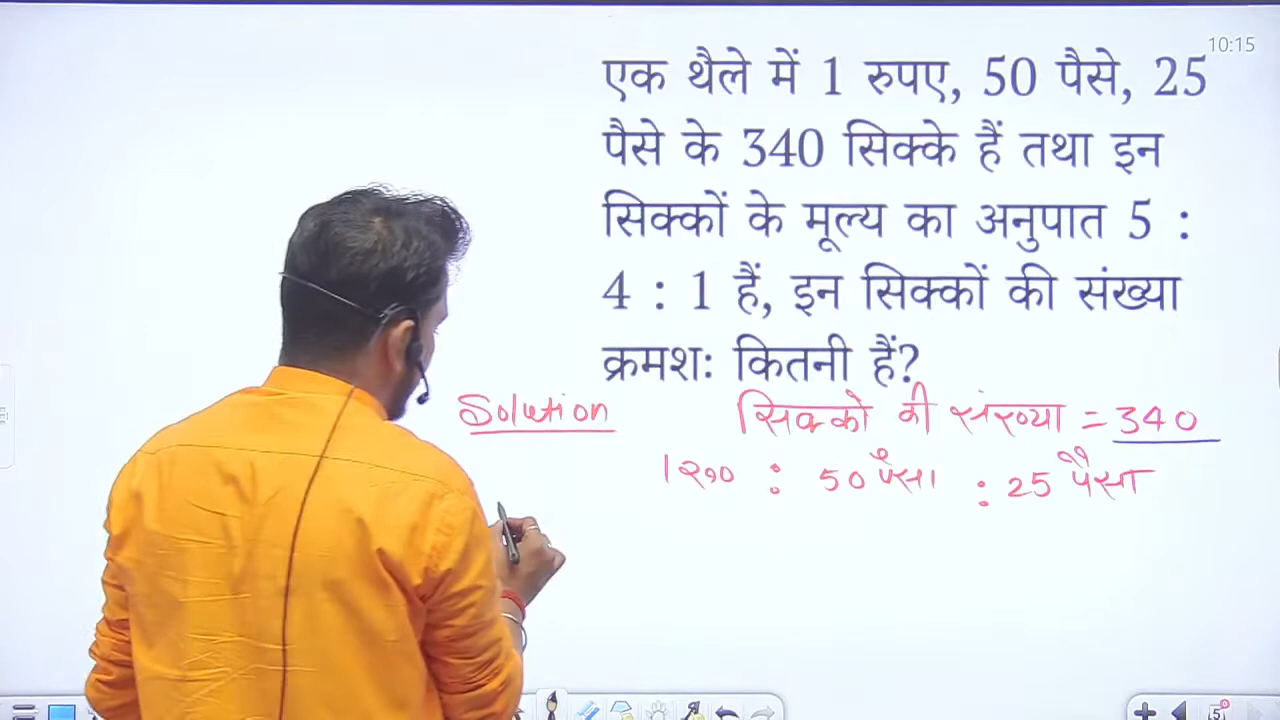 10:15
एक थैले में 1 रुपए, 50 पैसे, 25
पैसे के 340 सिक्के हैं तथा इन
सिक्कों के मूल्य का अनुपात 5 :
4 : 1 हैं, इन सिक्कों की संख्या
क्रमशः कितनी हैं?
Solution सिक्को की संख्या = 340
1रु० : 50 पैसा : 25 पैसा
5